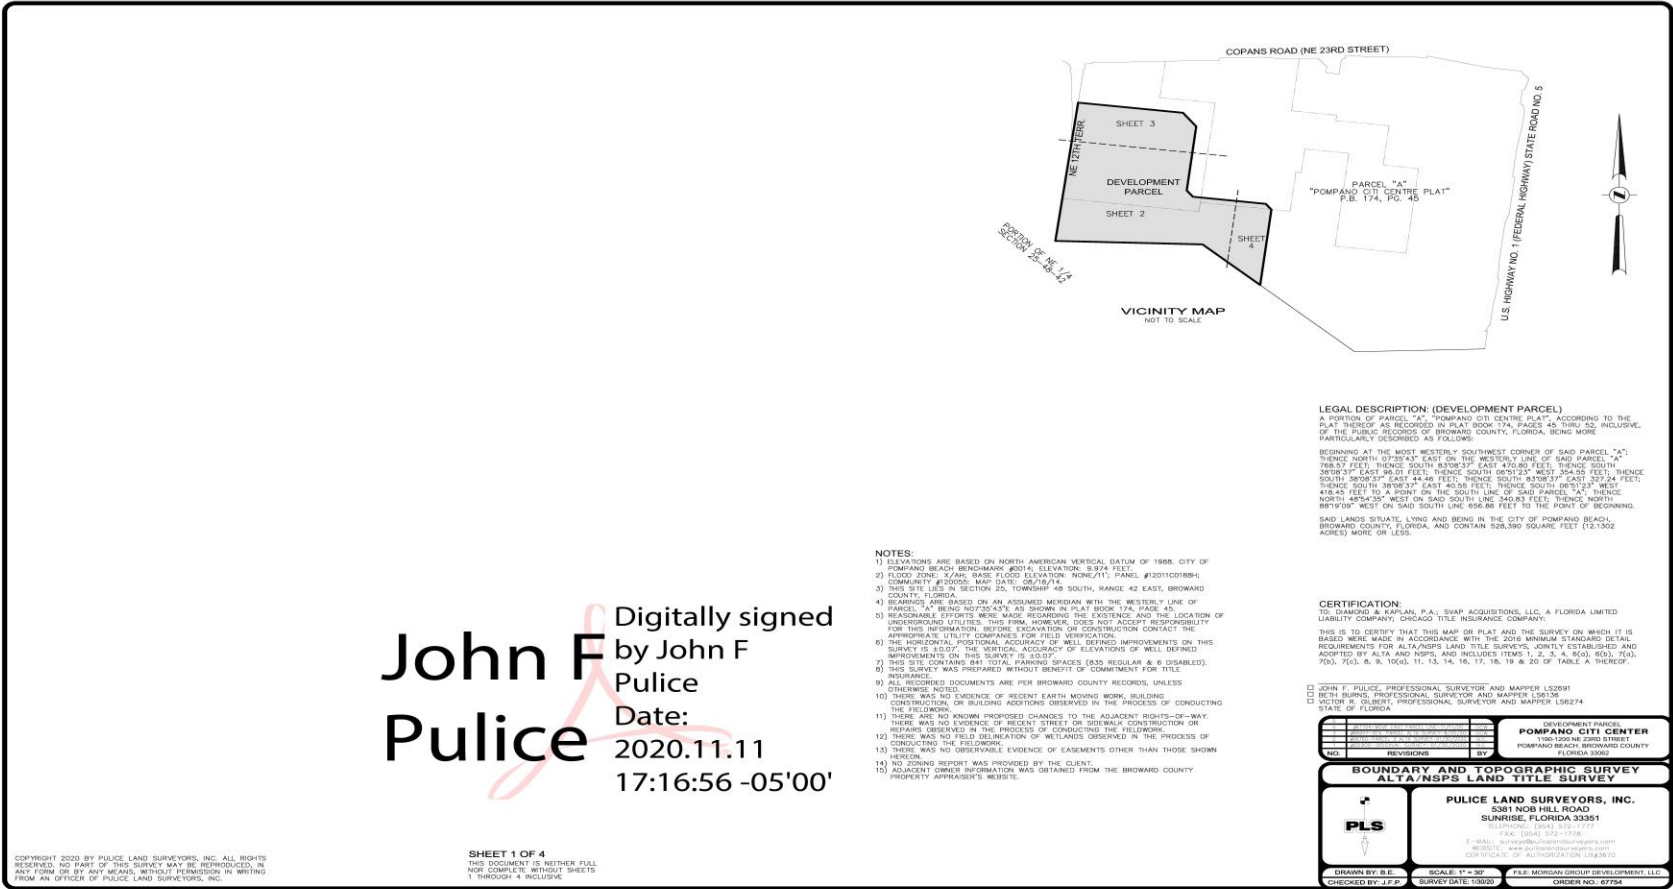 COPANS ROAD (NE 23RD STREET)
NE 12TH TERR.
SHEET 3
DEVELOPMENT
PARCEL
SHEET 2
SHEET
4
PARCEL "A"
"POMPANO CITI CENTRE PLAT"
P.B. 174, PG. 45
U.S. HIGHWAY NO. 1 (FEDERAL HIGHWAY) STATE ROAD NO. 5
PORTION OF NE 1/4
SECTION 25-48-42
VICINITY MAP
NOT TO SCALE
LEGAL DESCRIPTION: (DEVELOPMENT PARCEL)
A PORTION OF PARCEL "A", "POMPANO CITI CENTRE PLAT", ACCORDING TO THE
PLAT THEREOF AS RECORDED IN PLAT BOOK 174, PAGES 45 THRU 52, INCLUSIVE,
OF THE PUBLIC RECORDS OF BROWARD COUNTY, FLORIDA, BEING MORE
PARTICULARLY DESCRIBED AS FOLLOWS:
BEGINNING AT THE MOST WESTERLY SOUTHWEST CORNER OF SAID PARCEL "A";
THENCE NORTH 07°35'43" EAST ON THE WESTERLY LINE OF SAID PARCEL "A"
768.57 FEET; THENCE SOUTH 83°08'37" EAST 470.80 FEET; THENCE SOUTH
38°08'37" EAST 96.01 FEET; THENCE SOUTH 06°51'23" WEST 354.55 FEET; THENCE
SOUTH 38°08'37" EAST 44.46 FEET; THENCE SOUTH 83°08'37" EAST 327.24 FEET;
THENCE SOUTH 38°08'37" EAST 40.55 FEET; THENCE SOUTH 06°51'23" WEST
418.45 FEET TO A POINT ON THE SOUTH LINE OF SAID PARCEL "A"; THENCE
NORTH 48°54'35" WEST ON SAID SOUTH LINE 340.83 FEET; THENCE NORTH
88°19'09" WEST ON SAID SOUTH LINE 656.86 FEET TO THE POINT OF BEGINNING.
SAID LANDS SITUATE, LYING AND BEING IN THE CITY OF POMPANO BEACH,
BROWARD COUNTY, FLORIDA, AND CONTAIN 528,390 SQUARE FEET (12.1302
ACRES) MORE OR LESS.
NOTES:
1) ELEVATIONS ARE BASED ON NORTH AMERICAN VERTICAL DATUM OF 1988. CITY OF
POMPANO BEACH BENCHMARK #0014; ELEVATION: 9.974 FEET.
2) FLOOD ZONE: X/AH; BASE FLOOD ELEVATION: NONE/11'; PANEL #12011C0188H;
COMMUNITY #120055; MAP DATE: 08/18/14.
3) THIS SITE LIES IN SECTION 25, TOWNSHIP 48 SOUTH, RANGE 42 EAST, BROWARD
COUNTY, FLORIDA.
4) BEARINGS ARE BASED ON AN ASSUMED MERIDIAN WITH THE WESTERLY LINE OF
PARCEL "A" BEING N07°35'43"E AS SHOWN IN PLAT BOOK 174, PAGE 45.
5) REASONABLE EFFORTS WERE MADE REGARDING THE EXISTENCE AND THE LOCATION OF
UNDERGROUND UTILITIES. THIS FIRM, HOWEVER, DOES NOT ACCEPT RESPONSIBILITY
FOR THIS INFORMATION. BEFORE EXCAVATION OR CONSTRUCTION CONTACT THE
APPROPRIATE UTILITY COMPANIES FOR FIELD VERIFICATION.
6) THE HORIZONTAL POSITIONAL ACCURACY OF WELL DEFINED IMPROVEMENTS ON THIS
SURVEY IS ±0.07'. THE VERTICAL ACCURACY OF ELEVATIONS OF WELL DEFINED
IMPROVEMENTS ON THIS SURVEY IS ±0.07'.
7) THIS SITE CONTAINS 841 TOTAL PARKING SPACES (835 REGULAR & 6 DISABLED).
8) THIS SURVEY WAS PREPARED WITHOUT BENEFIT OF COMMITMENT FOR TITLE
INSURANCE.
9) ALL RECORDED DOCUMENTS ARE PER BROWARD COUNTY RECORDS, UNLESS
OTHERWISE NOTED.
10) THERE WAS NO EVIDENCE OF RECENT EARTH MOVING WORK, BUILDING
CONSTRUCTION, OR BUILDING ADDITIONS OBSERVED IN THE PROCESS OF CONDUCTING
THE FIELDWORK.
11) THERE ARE NO KNOWN PROPOSED CHANGES TO THE ADJACENT RIGHTS-OF-WAY.
THERE WAS NO EVIDENCE OF RECENT STREET OR SIDEWALK CONSTRUCTION OR
REPAIRS OBSERVED IN THE PROCESS OF CONDUCTING THE FIELDWORK.
12) THERE WAS NO FIELD DELINEATION OF WETLANDS OBSERVED IN THE PROCESS OF
CONDUCTING THE FIELDWORK.
13) THERE WAS NO OBSERVABLE EVIDENCE OF EASEMENTS OTHER THAN THOSE SHOWN
HEREON.
14) NO ZONING REPORT WAS PROVIDED BY THE CLIENT.
15) ADJACENT OWNER INFORMATION WAS OBTAINED FROM THE BROWARD COUNTY
PROPERTY APPRAISER'S WEBSITE.
John F
Pulice
Digitally signed
by John F
Pulice
Date:
2020.11.11
17:16:56 -05'00'
CERTIFICATION:
TO: DIAMOND & KAPLAN, P.A.; SVAP ACQUISITIONS, LLC, A FLORIDA LIMITED
LIABILITY COMPANY; CHICAGO TITLE INSURANCE COMPANY:
THIS IS TO CERTIFY THAT THIS MAP OR PLAT AND THE SURVEY ON WHICH IT IS
BASED WERE MADE IN ACCORDANCE WITH THE 2016 MINIMUM STANDARD DETAIL
REQUIREMENTS FOR ALTA/NSPS LAND TITLE SURVEYS, JOINTLY ESTABLISHED AND
ADOPTED BY ALTA AND NSPS, AND INCLUDES ITEMS 1, 2, 3, 4, 6(a), 6(b), 7(a),
7(b), 7(c), 8, 9, 10(a), 11, 13, 14, 16, 17, 18, 19 & 20 OF TABLE A THEREOF.
JOHN F. PULICE, PROFESSIONAL SURVEYOR AND MAPPER LS2691
BETH BURNS, PROFESSIONAL SURVEYOR AND MAPPER LS6136
VICTOR R. GILBERT, PROFESSIONAL SURVEYOR AND MAPPER LS6274
STATE OF FLORIDA
NO. REVISIONS BY
DEVEOPMENT PARCEL
POMPANO CITI CENTER
1190-1200 NE 23RD STREET
POMPANO BEACH, BROWARD COUNTY
FLORIDA 33062
BOUNDARY AND TOPOGRAPHIC SURVEY
ALTA/NSPS LAND TITLE SURVEY
PLS
PULICE LAND SURVEYORS, INC.
5381 NOB HILL ROAD
SUNRISE, FLORIDA 33351
TELEPHONE: (954) 572-1777
FAX: (954) 572-1778
E-MAIL: surveys@pulicelandsurveyors.com
WEBSITE: www.pulicelandsurveyors.com
CERTIFICATE OF AUTHORIZATION LB#3870
DRAWN BY: B.E. SCALE: 1" = 30' FILE: MORGAN GROUP DEVELOPMENT, LLC
CHECKED BY: J.F.P. SURVEY DATE: 1/30/20 ORDER NO.: 67754
COPYRIGHT 2020 BY PULICE LAND SURVEYORS, INC. ALL RIGHTS
RESERVED. NO PART OF THIS SURVEY MAY BE REPRODUCED, IN
ANY FORM OR BY ANY MEANS, WITHOUT PERMISSION IN WRITING
FROM AN OFFICER OF PULICE LAND SURVEYORS, INC.
SHEET 1 OF 4
THIS DOCUMENT IS NEITHER FULL
NOR COMPLETE WITHOUT SHEETS
1 THROUGH 4 INCLUSIVE